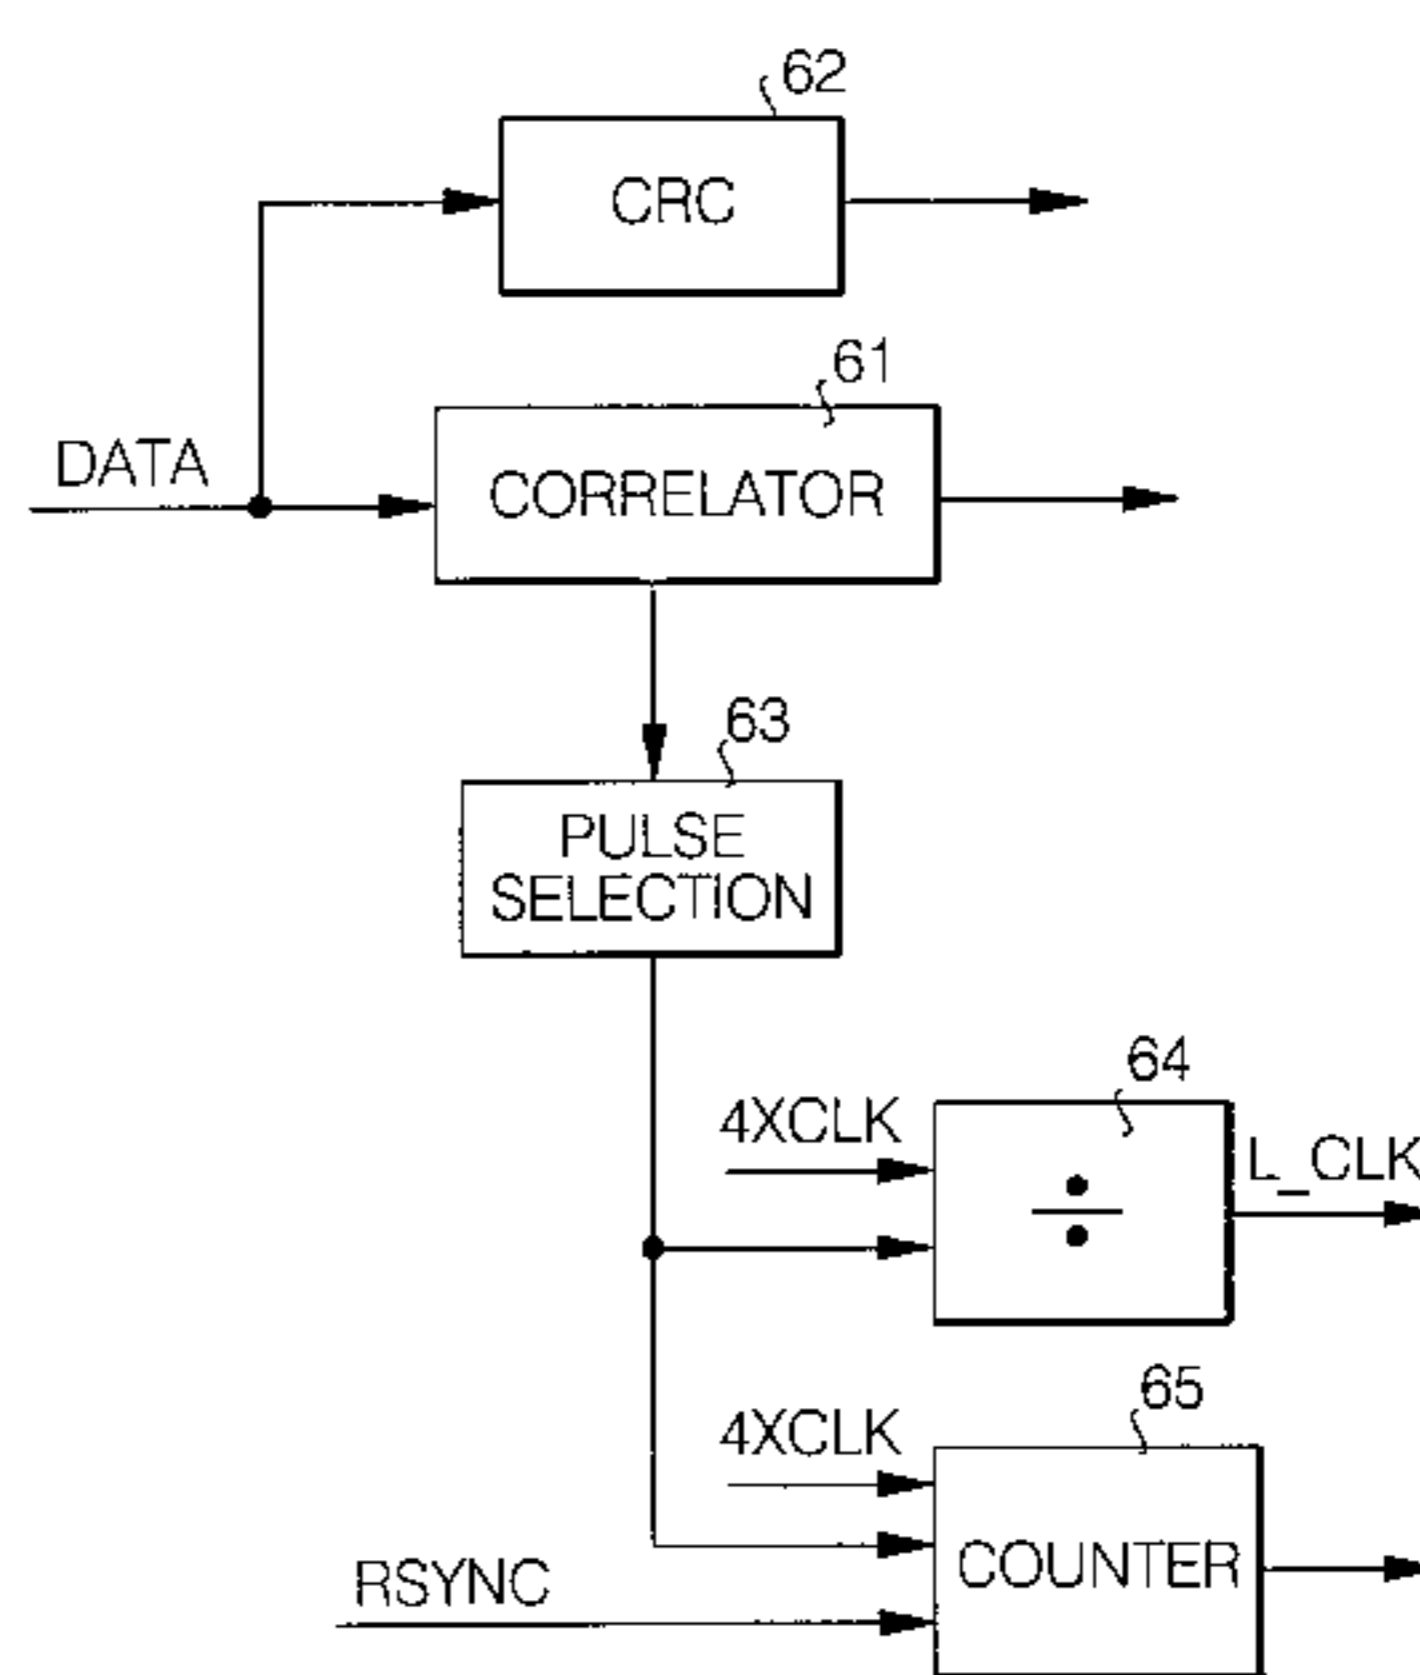 62
CRC
61
DATA
CORRELATOR
63
PULSE
SELECTION
64
4XCLK
L_CLK
65
4XCLK
COUNTER
RSYNC